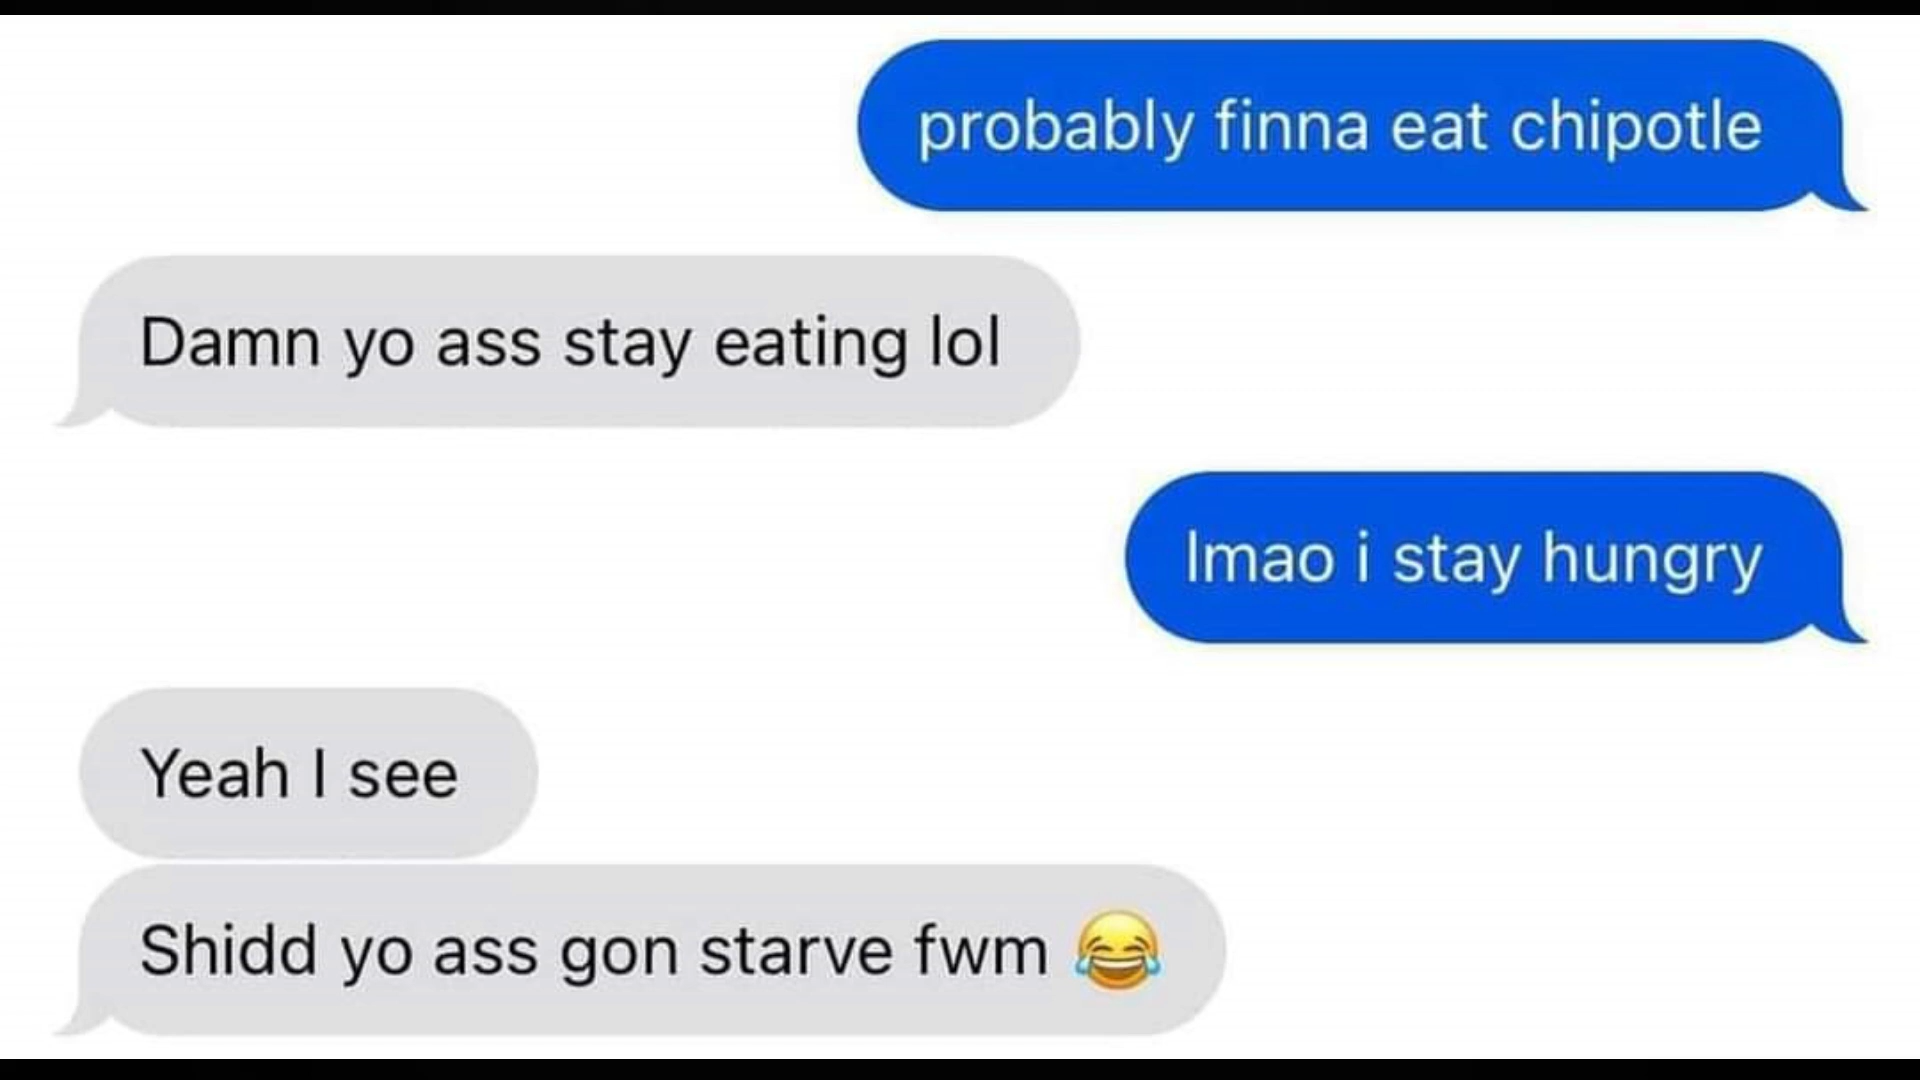 probably finna eat chipotle
Damn yo ass stay eating lol
lmao i stay hungry
Yeah I see
Shidd yo ass gon starve fwm 😂